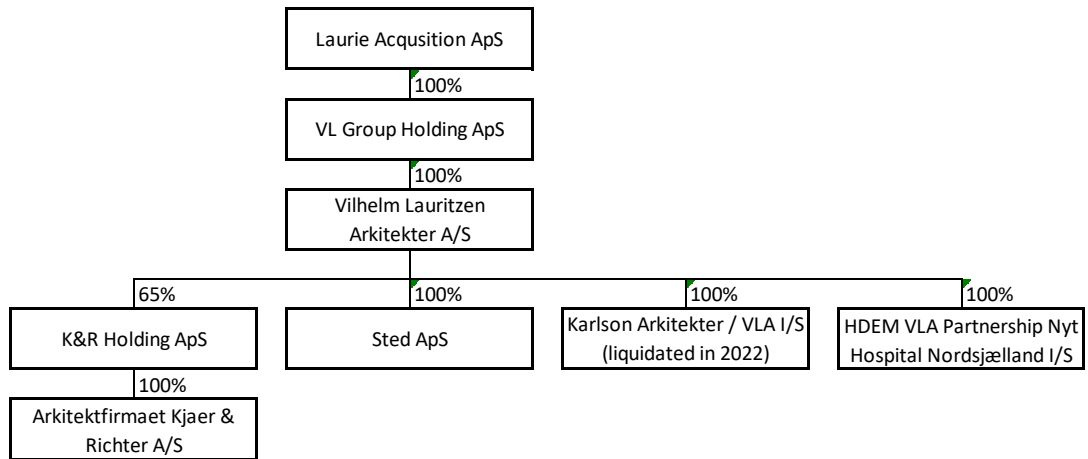 Laurie Acqusition ApS
100%
VL Group Holding ApS
100%
Vilhelm Lauritzen
Arkitekter A/S
65%
100%
100%
100%
K&R Holding ApS
Sted ApS
Karlson Arkitekter / VLA I/S
(liquidated in 2022)
HDEM VLA Partnership Nyt
Hospital Nordsjælland I/S
100%
Arkitektfirmaet Kjaer &
Richter A/S